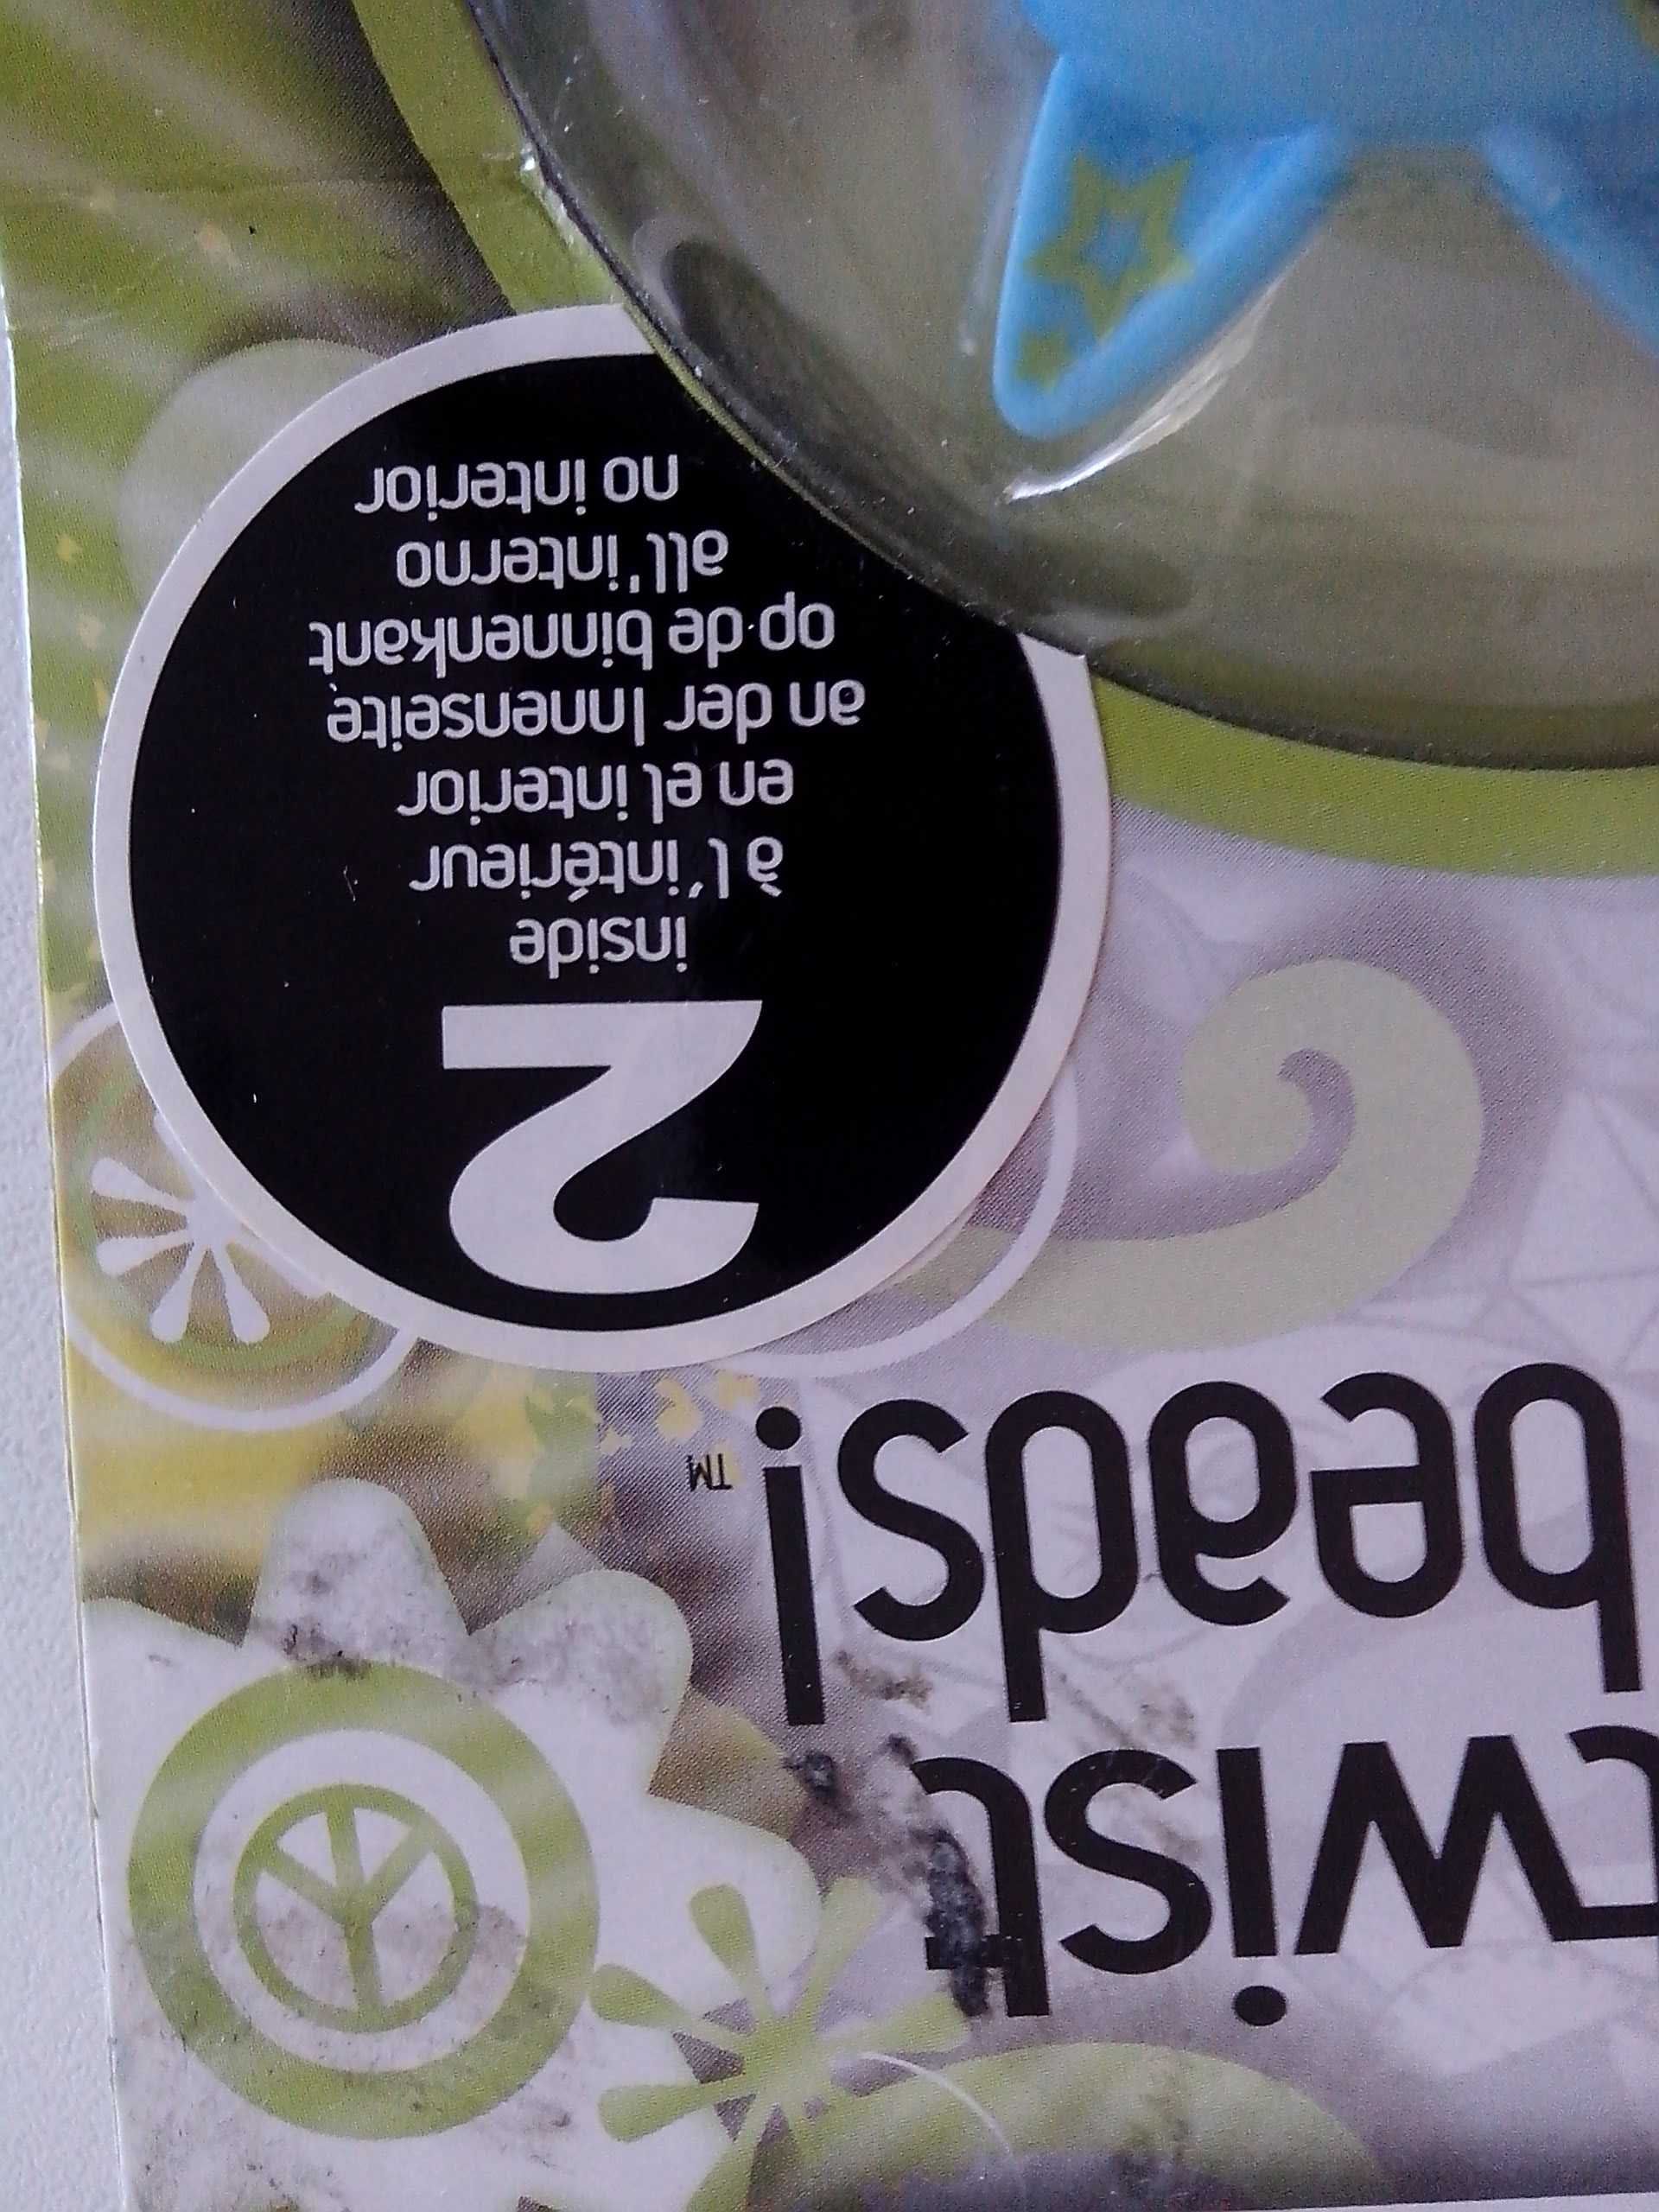 twist
beads!™
2
inside
à l'intérieur
en el interior
an der Innenseite
op de binnenkant
all'interno
no interior